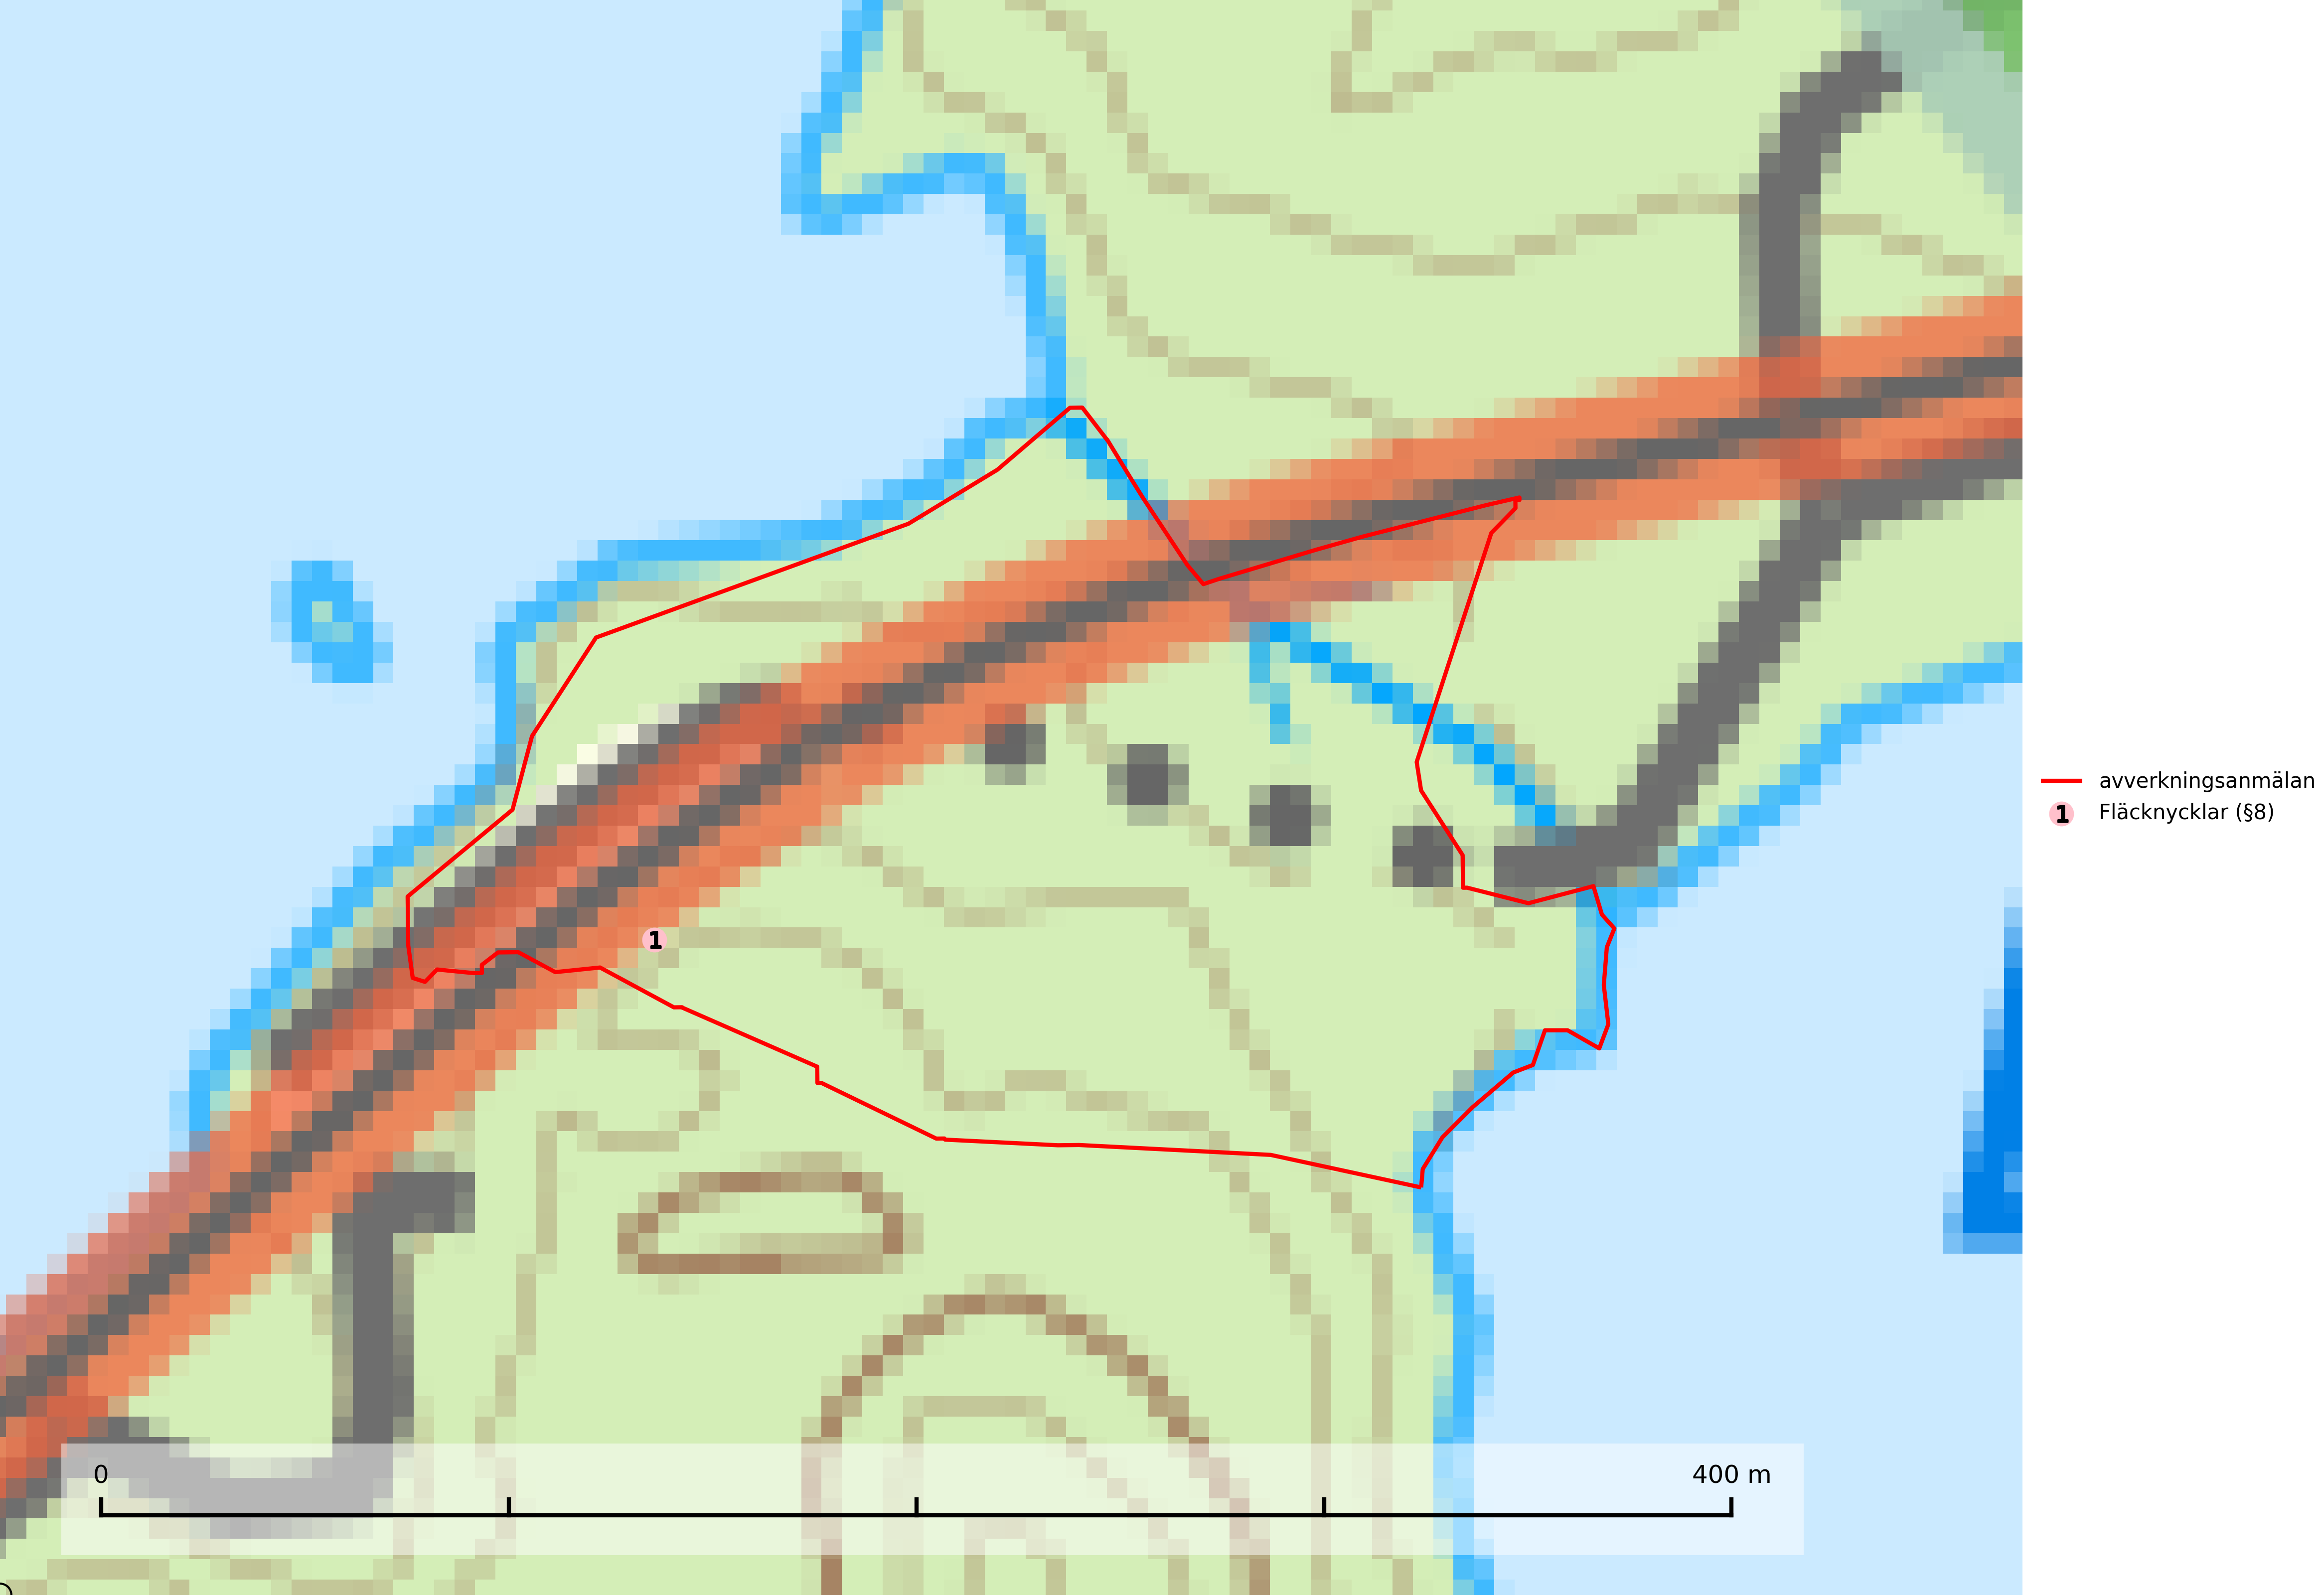 1
avverkningsanmälan
1 Fläcknycklar (§8)
0 400 m